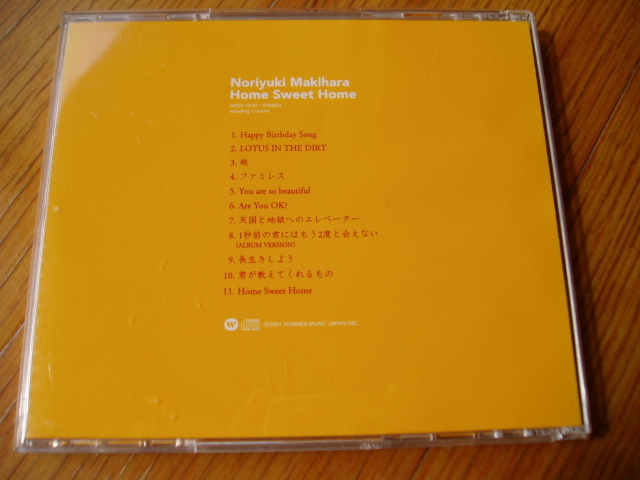 Noriyuki Makihara
Home Sweet Home
including 11tracks
1. Happy Birthday Song
2. LOTUS IN THE DIRT
3. 桃
4. ファミレス
5. You are so beautiful
6. Are You OK?
7. 天国と地獄へのエレベーター
8. 1秒前の君にはもう2度と会えない
(ALBUM VERSION)
9. 長生きしよう
10. 君が教えてくれるもの
11. Home Sweet Home
℗2001 WARNER MUSIC JAPAN INC.